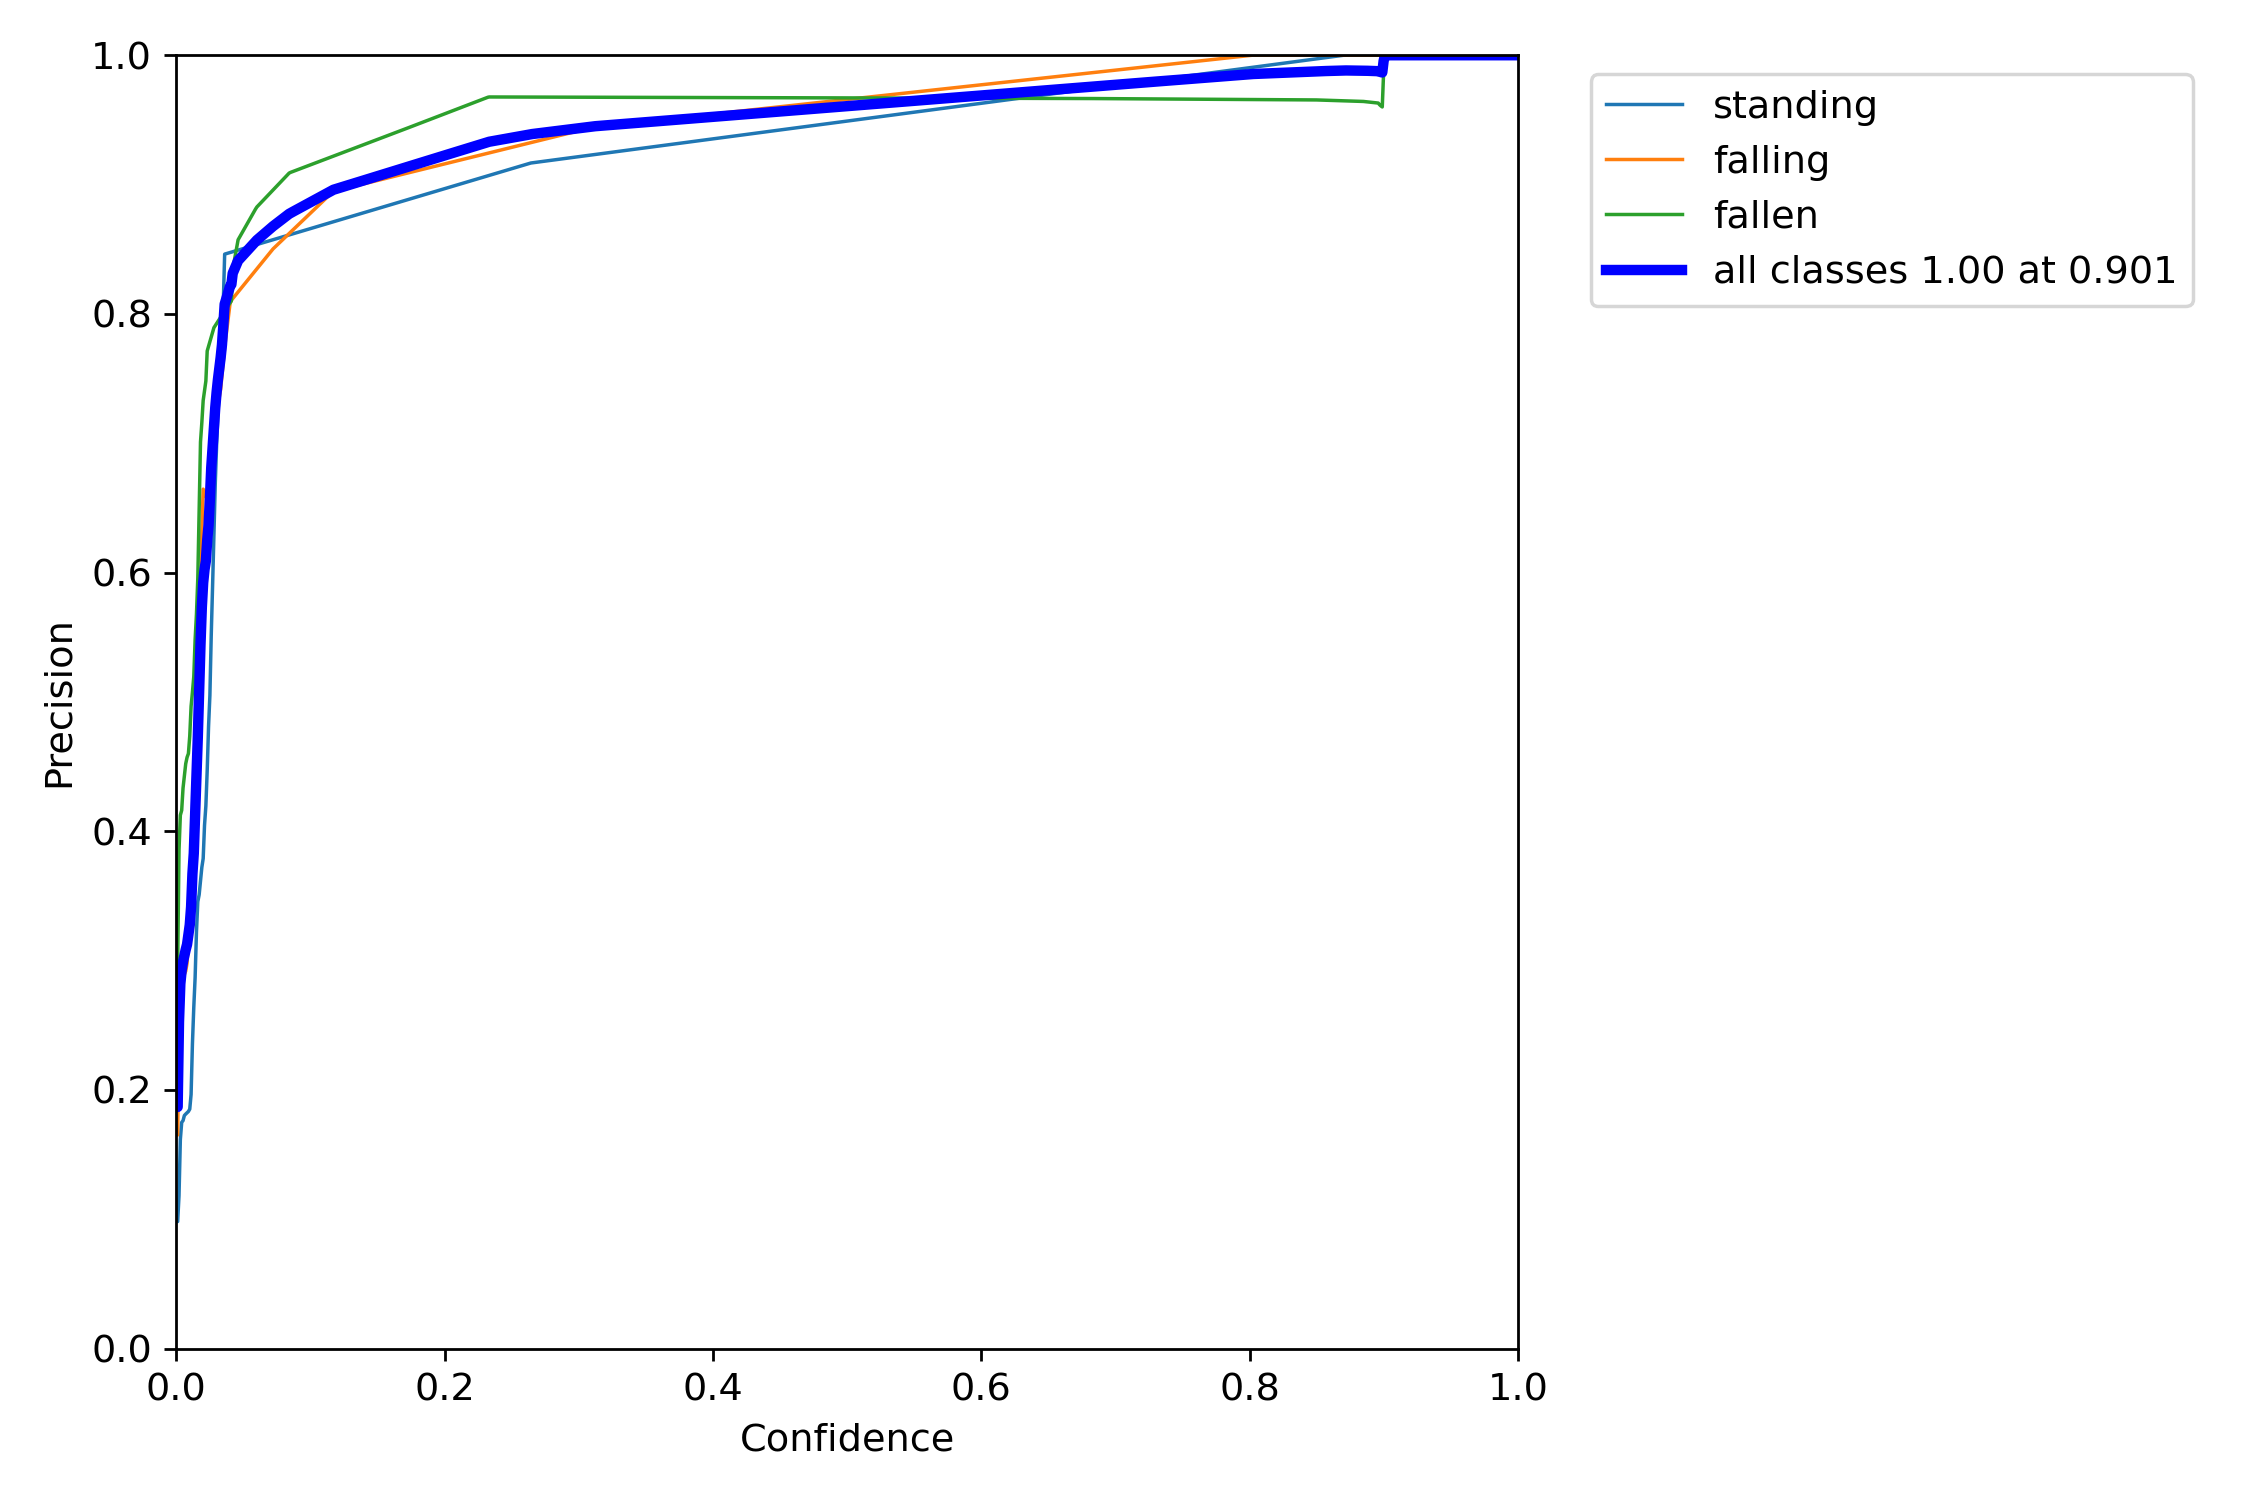 1.0
0.8
0.6
0.4
0.2
0.0
Precision
0.0 0.2 0.4 0.6 0.8 1.0
Confidence
standing
falling
fallen
all classes 1.00 at 0.901